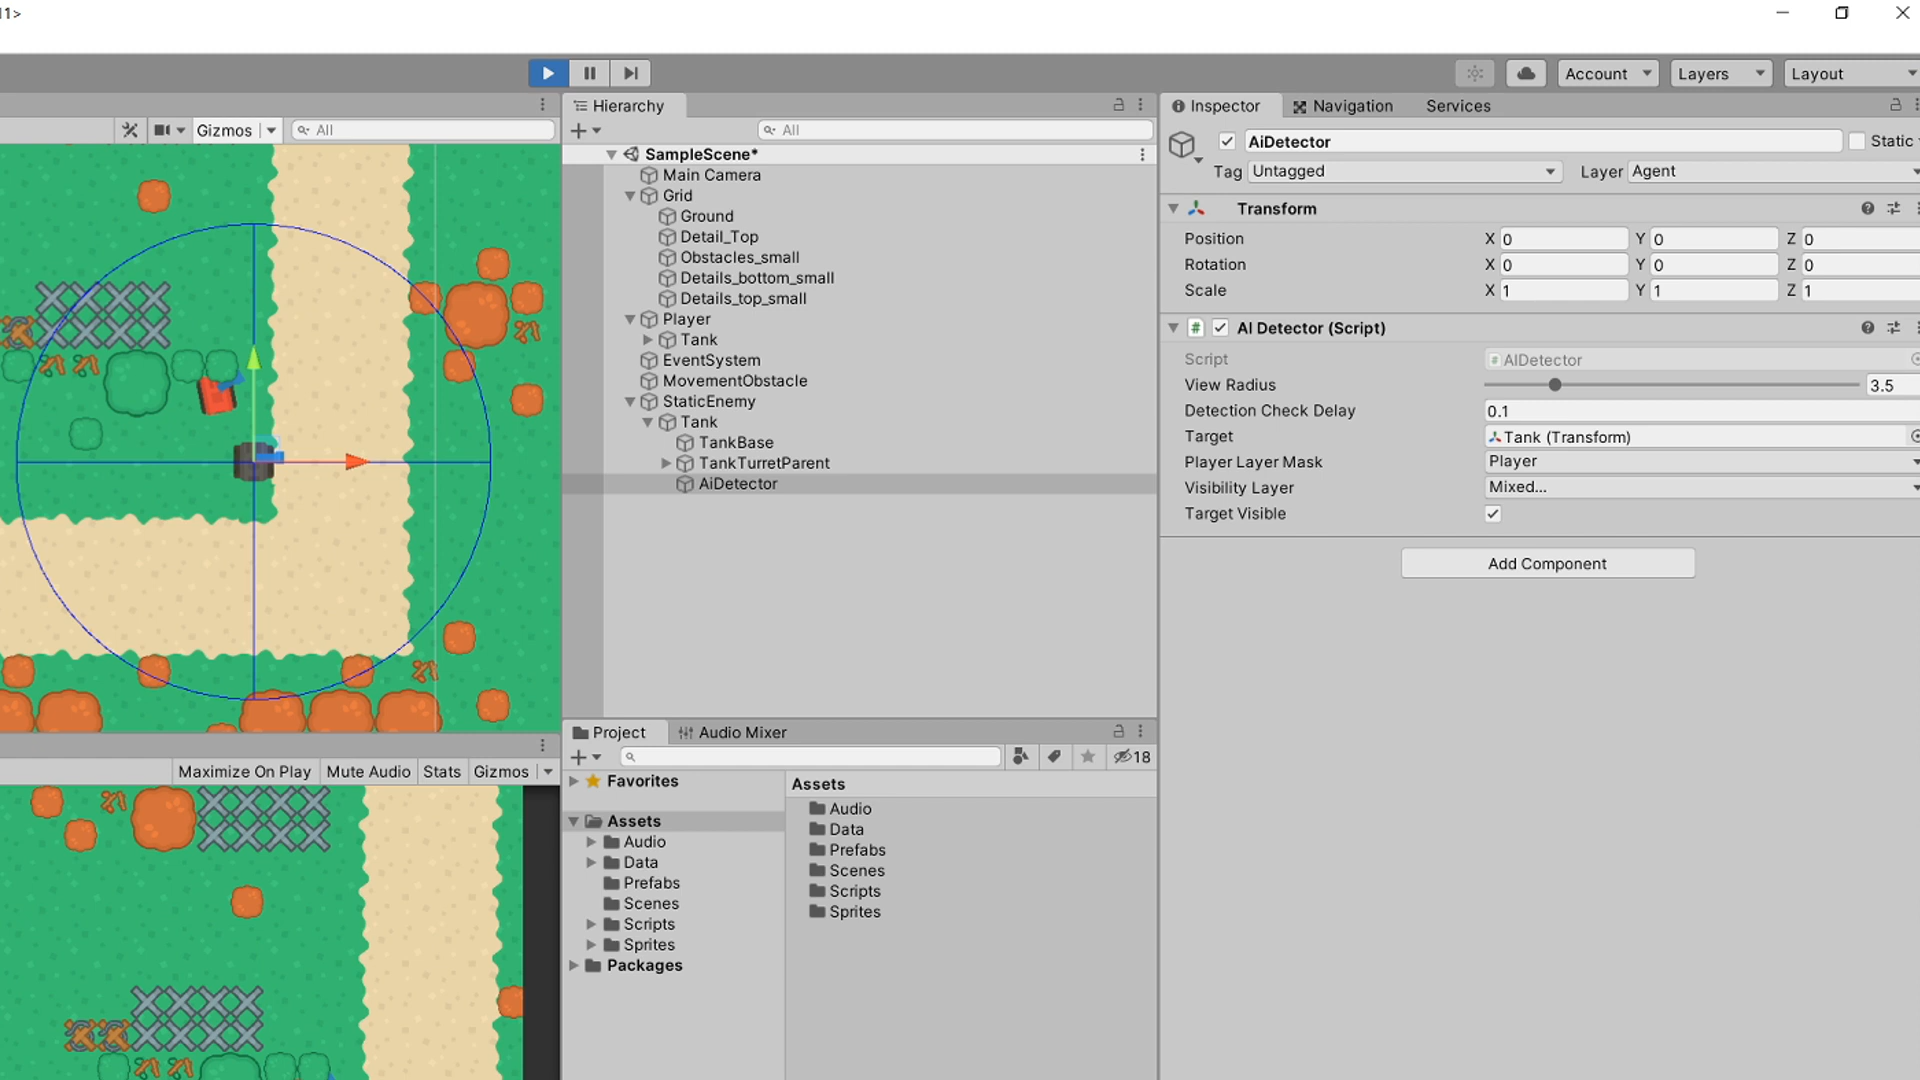 11>
Account
Layers
Layout
Hierarchy
Inspector
Navigation
Services
Gizmos
All
All
AiDetector
Static
Tag
Untagged
Layer
Agent
SampleScene*
Main Camera
Grid
Ground
Detail_Top
Obstacles_small
Details_bottom_small
Details_top_small
Player
Tank
EventSystem
MovementObstacle
StaticEnemy
Tank
TankBase
TankTurretParent
AiDetector
Transform
Position X 0 Y 0 Z 0
Rotation X 0 Y 0 Z 0
Scale X 1 Y 1 Z 1
# AI Detector (Script)
Script # AIDetector
View Radius 3.5
Detection Check Delay 0.1
Target Tank (Transform)
Player Layer Mask Player
Visibility Layer Mixed...
Target Visible
Add Component
Project
Audio Mixer
18
Maximize On Play
Mute Audio
Stats
Gizmos
Favorites
Assets
Audio
Data
Prefabs
Scenes
Scripts
Sprites
Packages
Assets
Audio
Data
Prefabs
Scenes
Scripts
Sprites